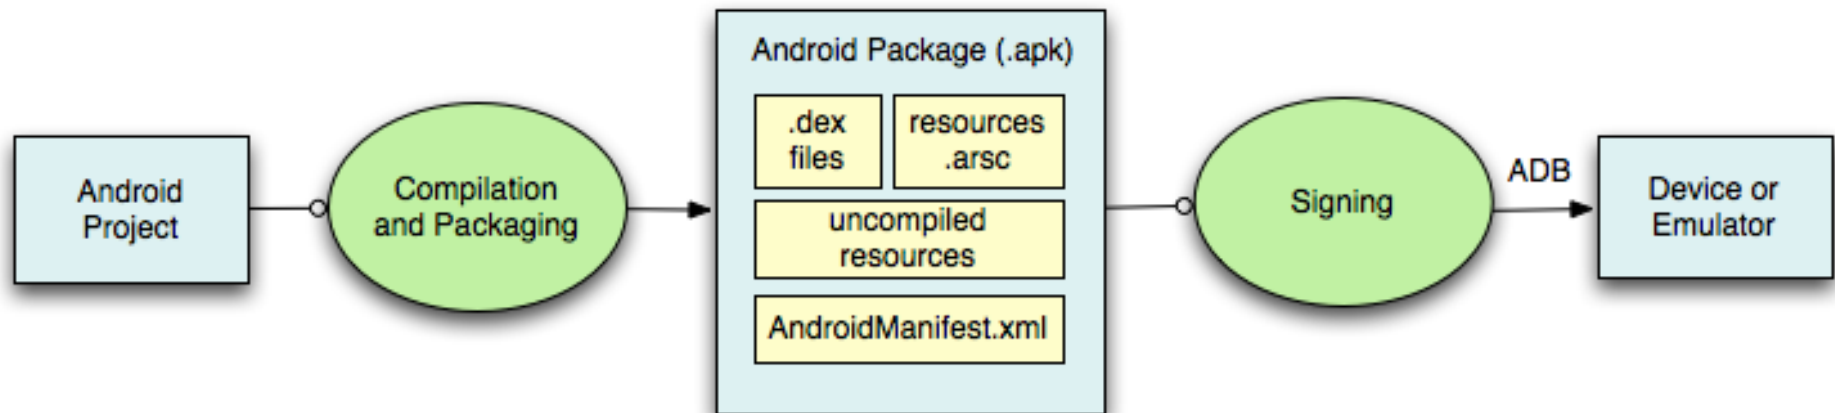 Android
Project
Compilation
and Packaging
Android Package (.apk)
.dex
files
resources
.arsc
uncompiled
resources
AndroidManifest.xml
Signing
ADB
Device or
Emulator